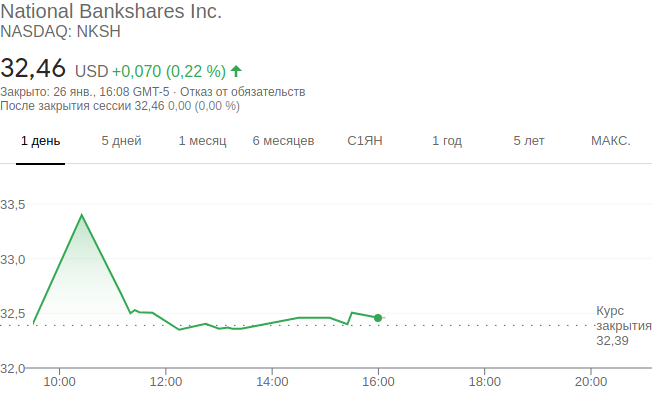 National Bankshares Inc.
NASDAQ: NKSH
32,46 USD +0,070 (0,22 %)
Закрыто: 26 янв., 16:08 GMT-5 · Отказ от обязательств
После закрытия сессии 32,46 0,00 (0,00 %)
1 день 5 дней 1 месяц 6 месяцев С1ЯН 1 год 5 лет МАКС.
33,5
33,0
32,5
Курс
закрытия
32,39
32,0
10:00 12:00 14:00 16:00 18:00 20:00